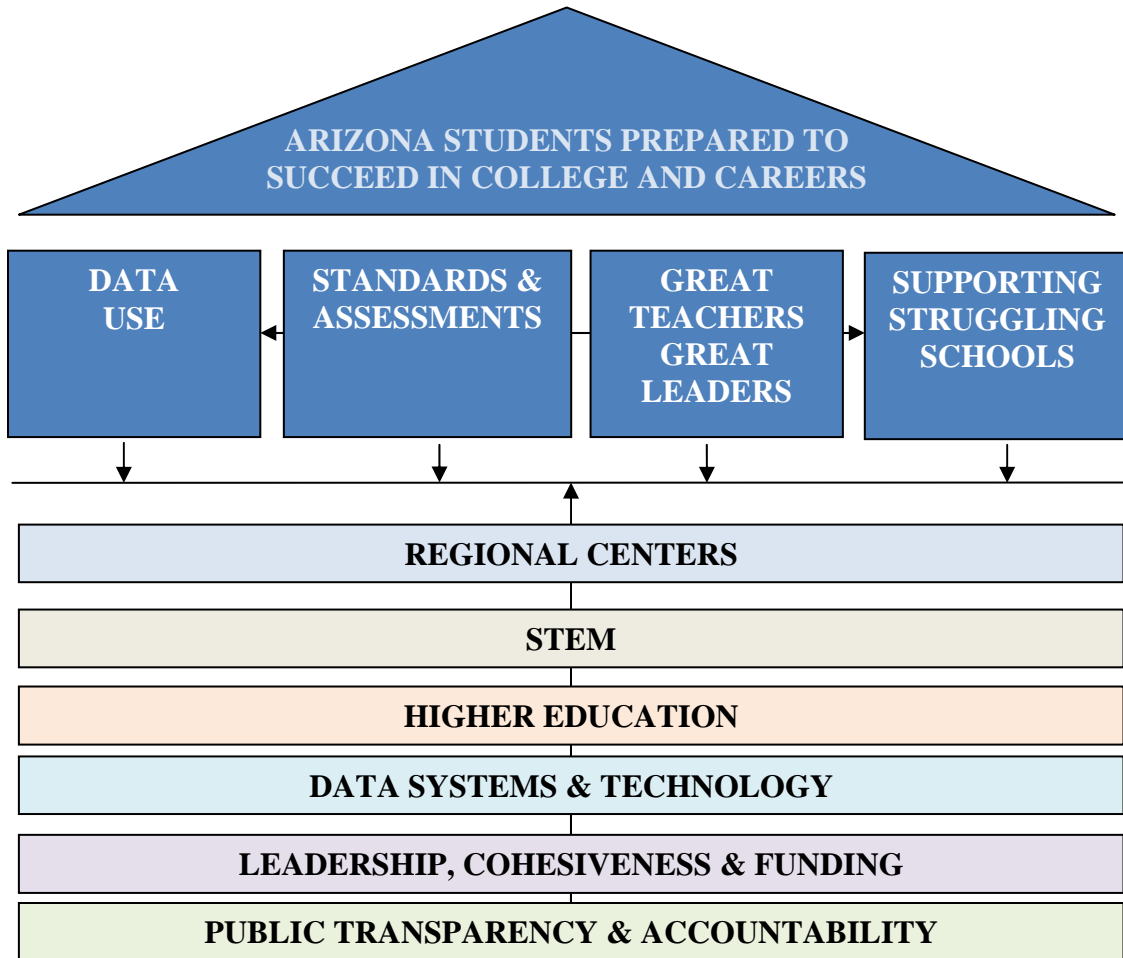 ARIZONA STUDENTS PREPARED TO
SUCCEED IN COLLEGE AND CAREERS
DATA
USE
STANDARDS &
ASSESSMENTS
GREAT
TEACHERS
GREAT
LEADERS
SUPPORTING
STRUGGLING
SCHOOLS
REGIONAL CENTERS
STEM
HIGHER EDUCATION
DATA SYSTEMS & TECHNOLOGY
LEADERSHIP, COHESIVENESS & FUNDING
PUBLIC TRANSPARENCY & ACCOUNTABILITY